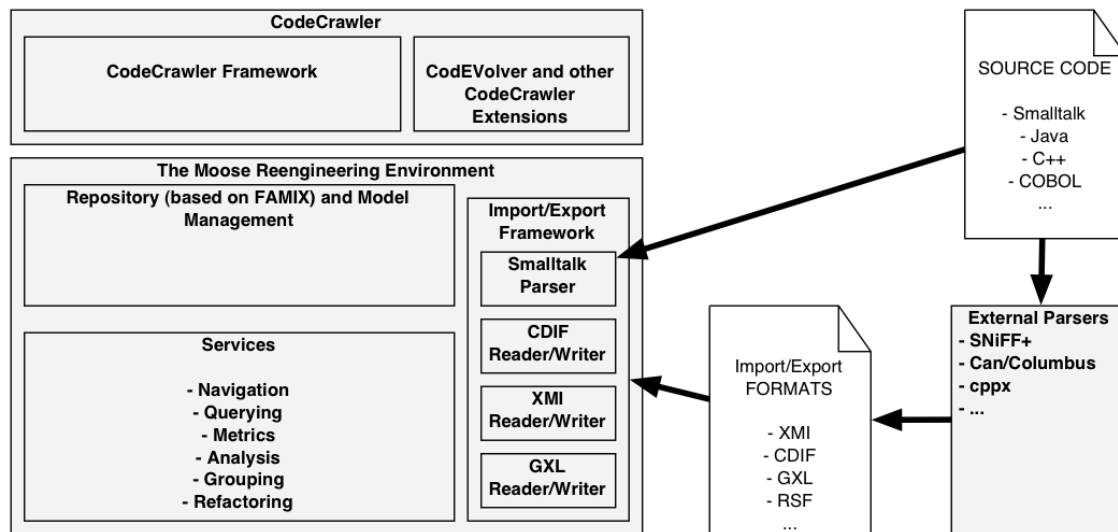 CodeCrawler
CodeCrawler Framework
CodEVolver and other
CodeCrawler
Extensions
The Moose Reengineering Environment
Repository (based on FAMIX) and Model
Management
Import/Export
Framework
Smalltalk
Parser
CDIF
Reader/Writer
XMI
Reader/Writer
GXL
Reader/Writer
Services
- Navigation
- Querying
- Metrics
- Analysis
- Grouping
- Refactoring
SOURCE CODE
- Smalltalk
- Java
- C++
- COBOL
...
External Parsers
- SNiFF+
- Can/Columbus
- cppx
- ...
Import/Export
FORMATS
- XMI
- CDIF
- GXL
- RSF
...